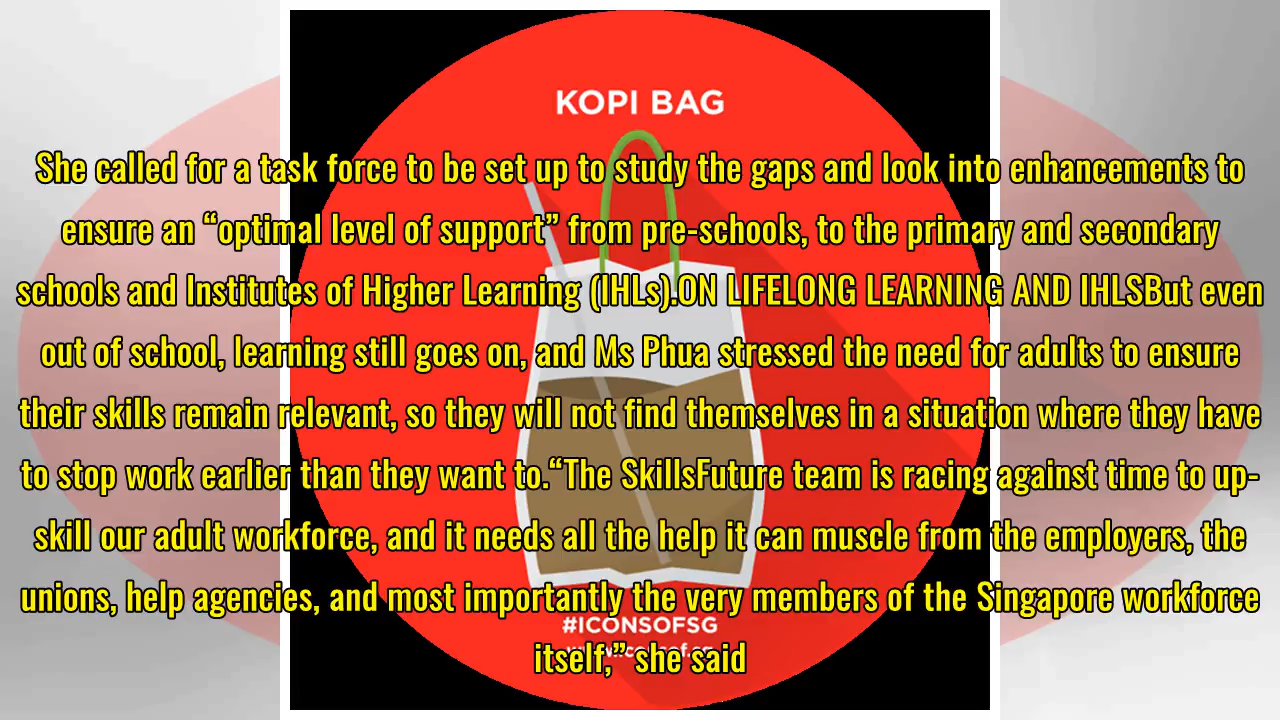 KOPI BAG
She called for a task force to be set up to study the gaps and look into enhancements to
ensure an “optimal level of support” from pre-schools, to the primary and secondary
schools and Institutes of Higher Learning (IHLs).ON LIFELONG LEARNING AND IHLSBut even
out of school, learning still goes on, and Ms Phua stressed the need for adults to ensure
their skills remain relevant, so they will not find themselves in a situation where they have
to stop work earlier than they want to.“The SkillsFuture team is racing against time to up-
skill our adult workforce, and it needs all the help it can muscle from the employers, the
unions, help agencies, and most importantly the very members of the Singapore workforce
#ICONSOFSG
itself,” she said